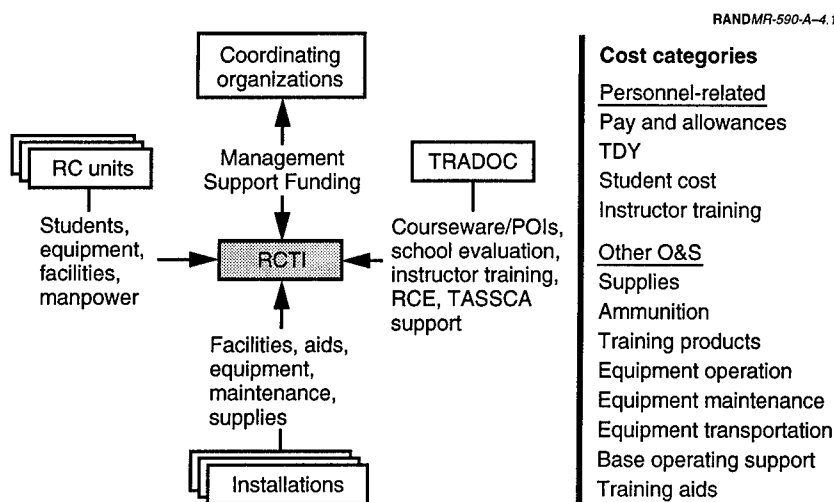 RANDMR-590-A–4.1
Coordinating
organizations
Management
Support Funding
RC units
Students,
equipment,
facilities,
manpower
RCTI
TRADOC
Courseware/POIs,
school evaluation,
instructor training,
RCE, TASSCA
support
Facilities, aids,
equipment,
maintenance,
supplies
Installations
Cost categories
Personnel-related
Pay and allowances
TDY
Student cost
Instructor training
Other O&S
Supplies
Ammunition
Training products
Equipment operation
Equipment maintenance
Equipment transportation
Base operating support
Training aids